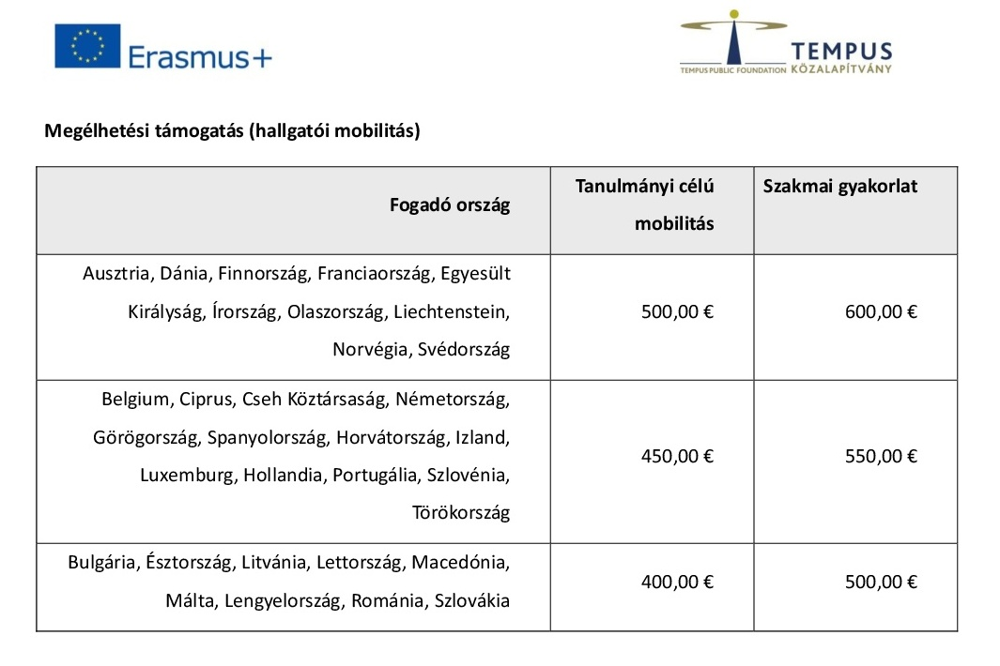 Erasmus+
TEMPUS
TEMPUS PUBLIC FOUNDATION KÖZALAPÍTVÁNY
Megélhetési támogatás (hallgatói mobilitás)
Fogadó ország
Tanulmányi célú
mobilitás
Szakmai gyakorlat
Ausztria, Dánia, Finnország, Franciaország, Egyesült
Királyság, Írország, Olaszország, Liechtenstein,
Norvégia, Svédország
500,00 €
600,00 €
Belgium, Ciprus, Cseh Köztársaság, Németország,
Görögország, Spanyolország, Horvátország, Izland,
Luxemburg, Hollandia, Portugália, Szlovénia,
Törökország
450,00 €
550,00 €
Bulgária, Észtország, Litvánia, Lettország, Macedónia,
Málta, Lengyelország, Románia, Szlovákia
400,00 €
500,00 €